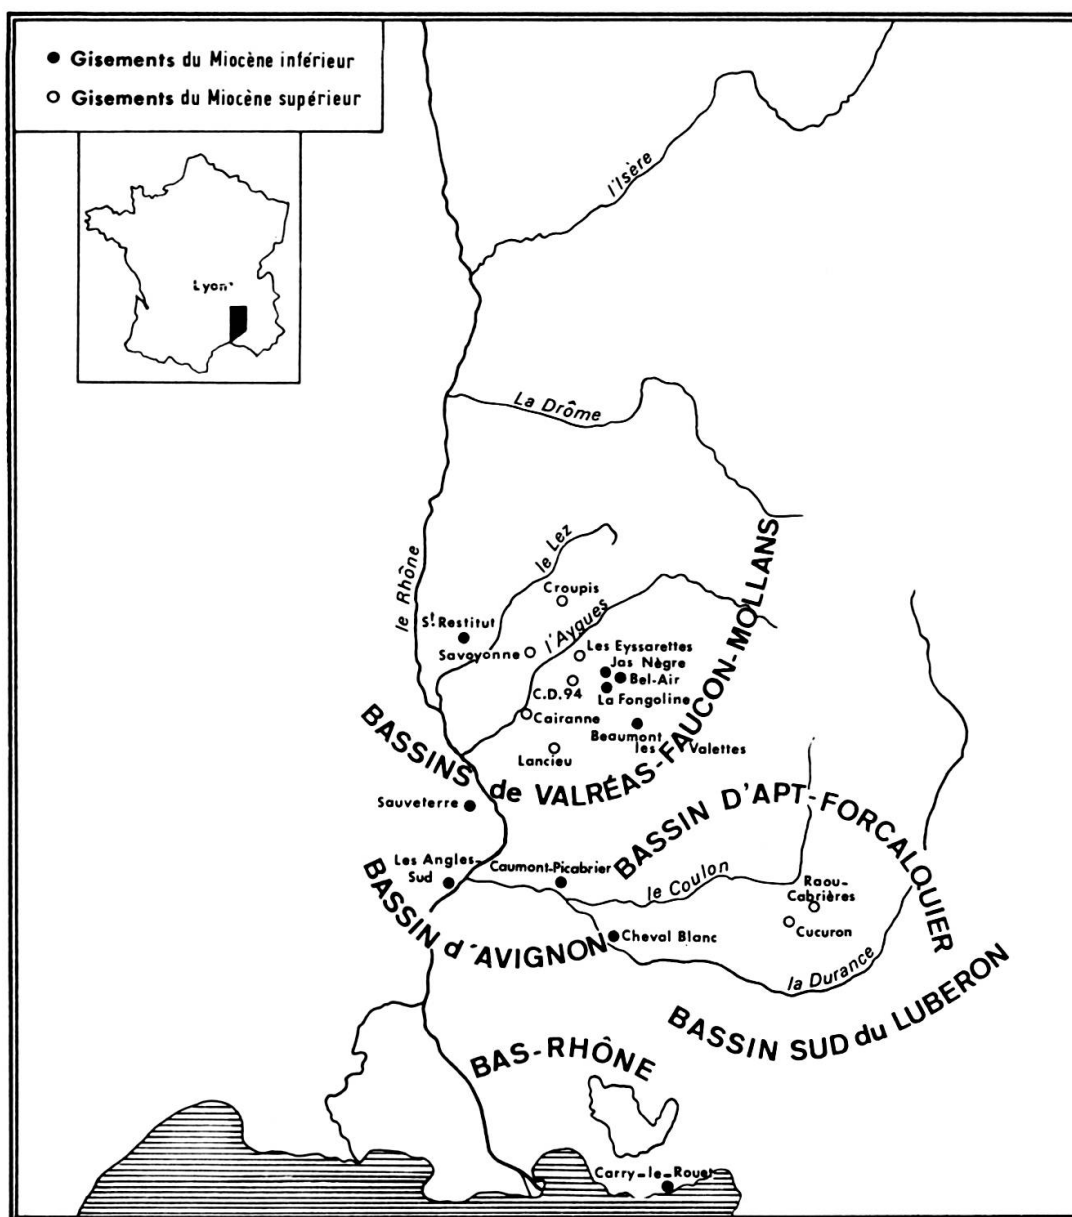 ● Gisements du Miocène inférieur
○ Gisements du Miocène supérieur
Lyon
l'Isère
La Drôme
le Rhône
le Lez
Croupis
St. Restitut
l'Aygues
Savoyonne
Les Eyssarettes
Jas Nègre
Bel-Air
C.D. 94
La Fongoline
Cairanne
Beaumont
les Valettes
Lancieu
BASSINS de VALRÉAS-FAUCON-MOLLANS
Sauveterre
BASSIN D'APT-FORCALQUIER
Les Angles-
Sud
Caumont-Picabrier
le Coulon
Raou-
Cabrières
Cucuron
BASSIN d'AVIGNON
Cheval Blanc
la Durance
BASSIN SUD du LUBERON
BAS-RHÔNE
Carry-le-Rouet